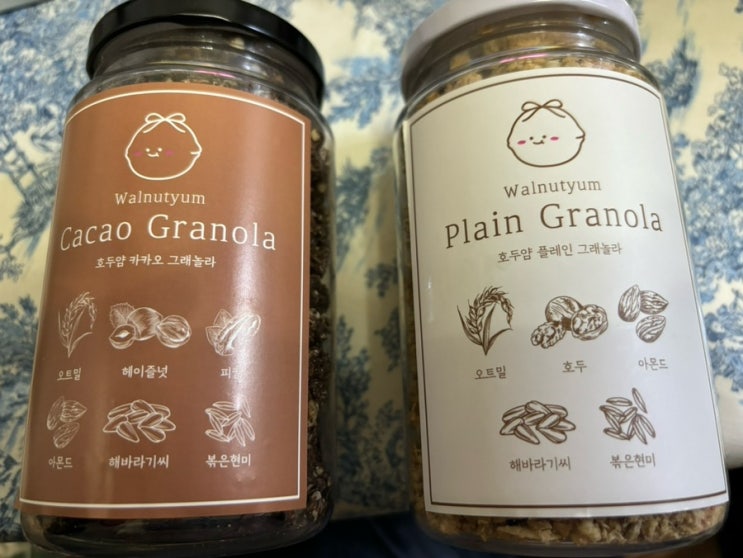 Walnutyum
Cacao Granola
호두얌 카카오 그래놀라
오트밀
헤이즐넛
아몬드
해바라기씨
볶은현미
Walnutyum
Plain Granola
호두얌 플레인 그래놀라
오트밀
호두
아몬드
해바라기씨
볶은현미